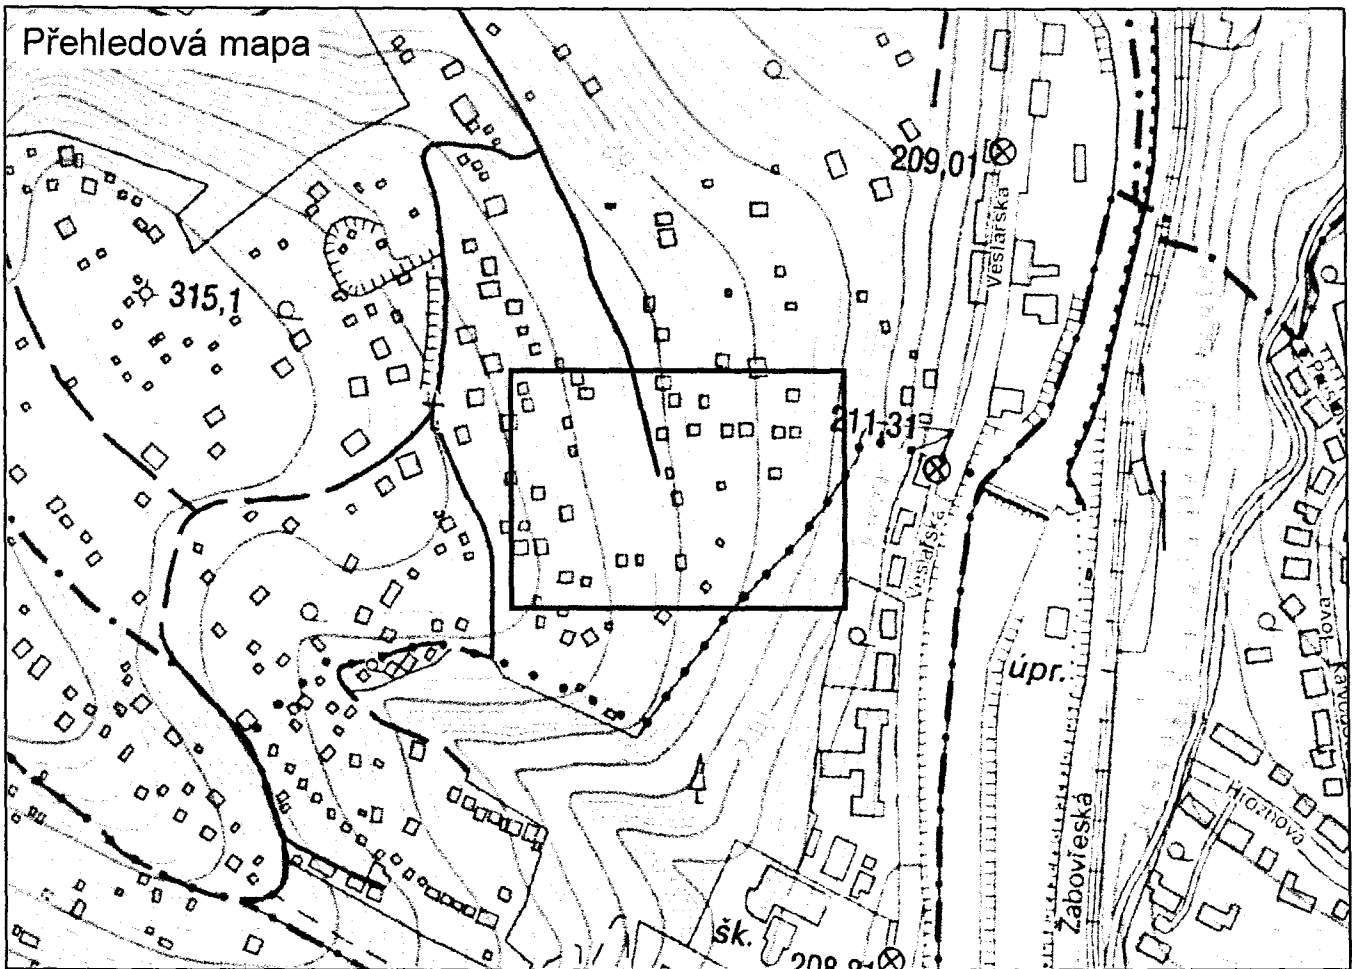 Přehledová mapa
209,01
Veslařská
315,1
211,31
Veslařská
úpr.
Hroznova
Žabovřeská
šk.